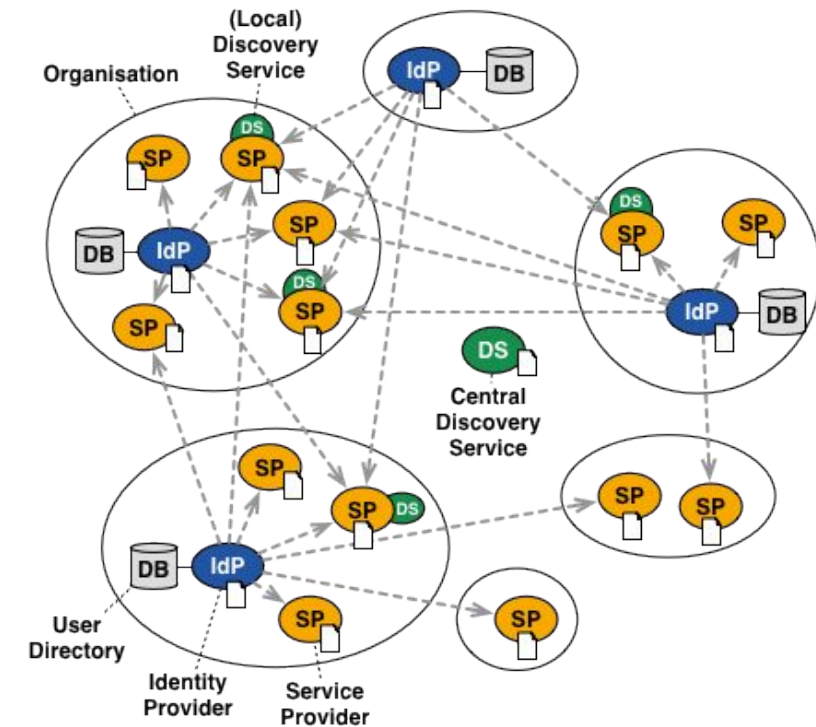 (Local)
Discovery
Service
Organisation
IdP
DB
DS
SP
SP
SP
DB
IdP
DS
SP
SP
DS
SP
SP
IdP
DB
DS
Central
Discovery
Service
SP
SP
DS
SP
SP
DB
IdP
SP
SP
User
Directory
Identity
Provider
Service
Provider